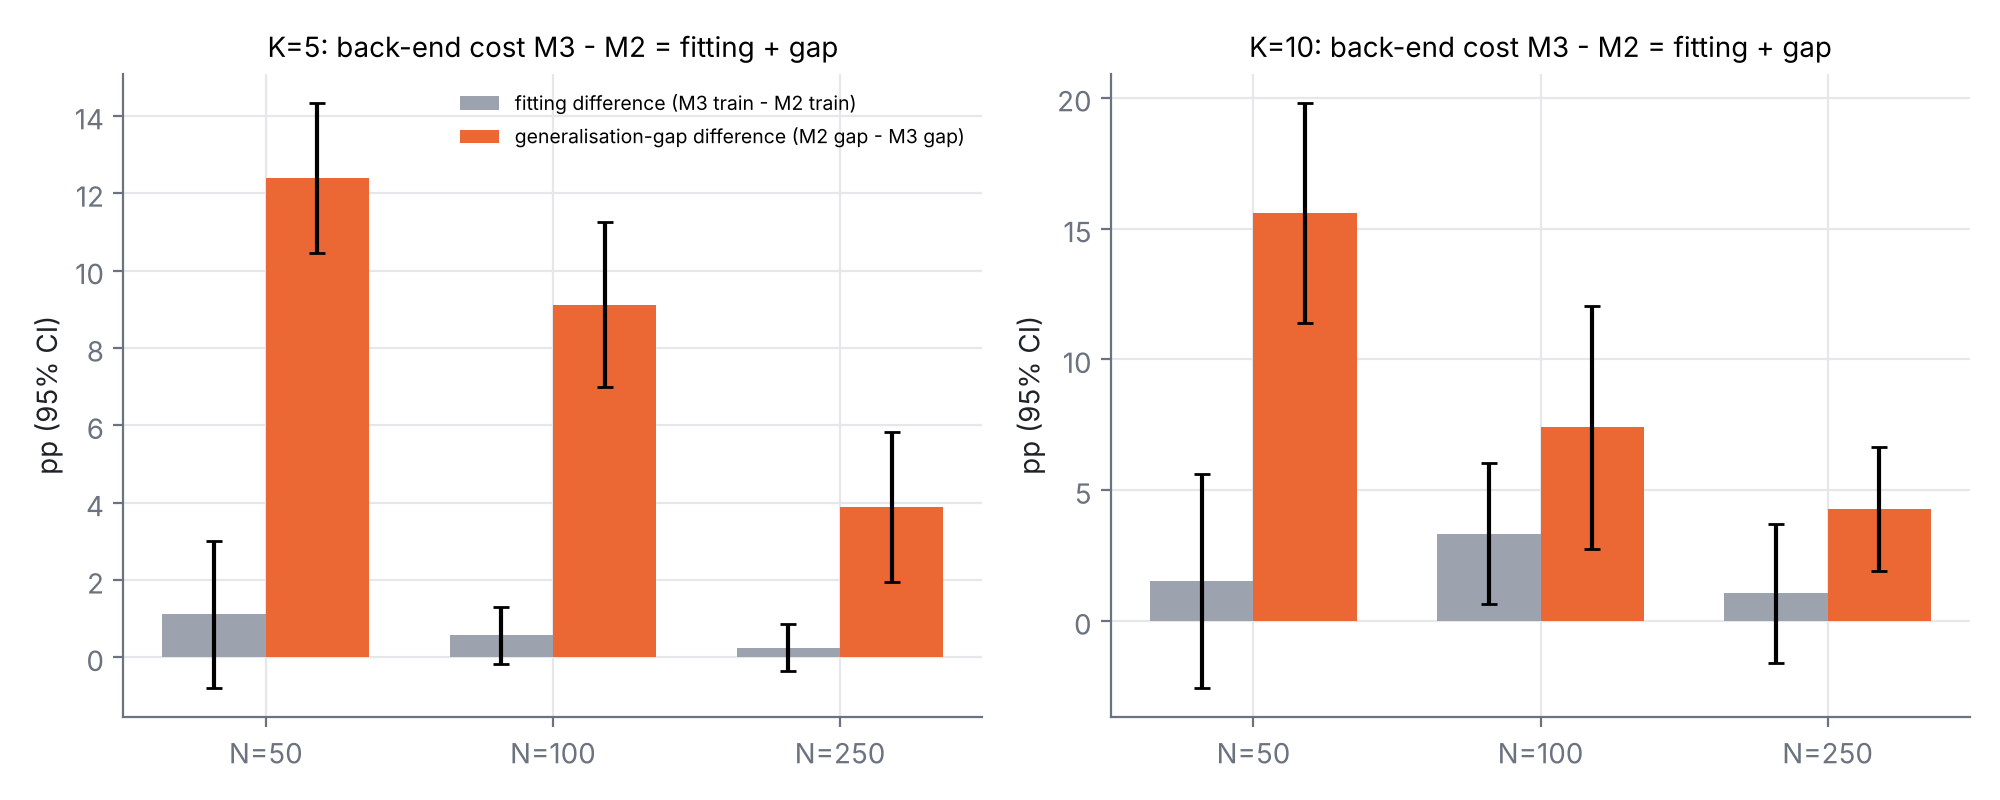 K=5: back-end cost M3 - M2 = fitting + gap
fitting difference (M3 train - M2 train)
generalisation-gap difference (M2 gap - M3 gap)
pp (95% CI)
14
12
10
8
6
4
2
0
N=50
N=100
N=250
K=10: back-end cost M3 - M2 = fitting + gap
pp (95% CI)
20
15
10
5
0
N=50
N=100
N=250